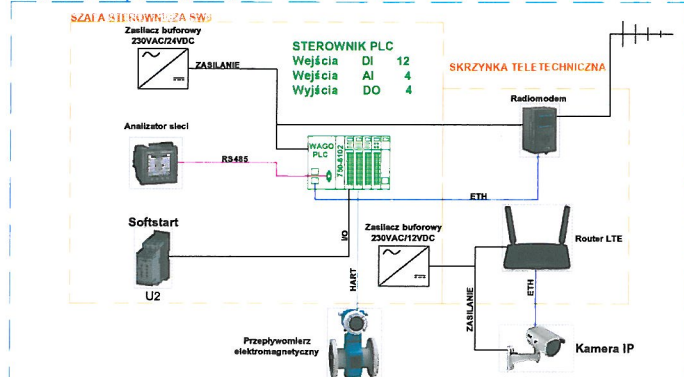 SZAFA STEROWNICZA SW
Zasilacz buforowy
230VAC/24VDC
STEROWNIK PLC
Wejścia DI 12
Wejścia AI 4
Wyjścia DO 4
ZASILANIE
SKRZYNKA TELETECHNICZNA
Radiomodem
Analizator sieci
RS485
WAGO
PLC
750-8102
ETH
Softstart
U2
I/O
HART
Zasilacz buforowy
230VAC/12VDC
Router LTE
ZASILANIE
ETH
Przepływomierz
elektromagnetyczny
Kamera IP